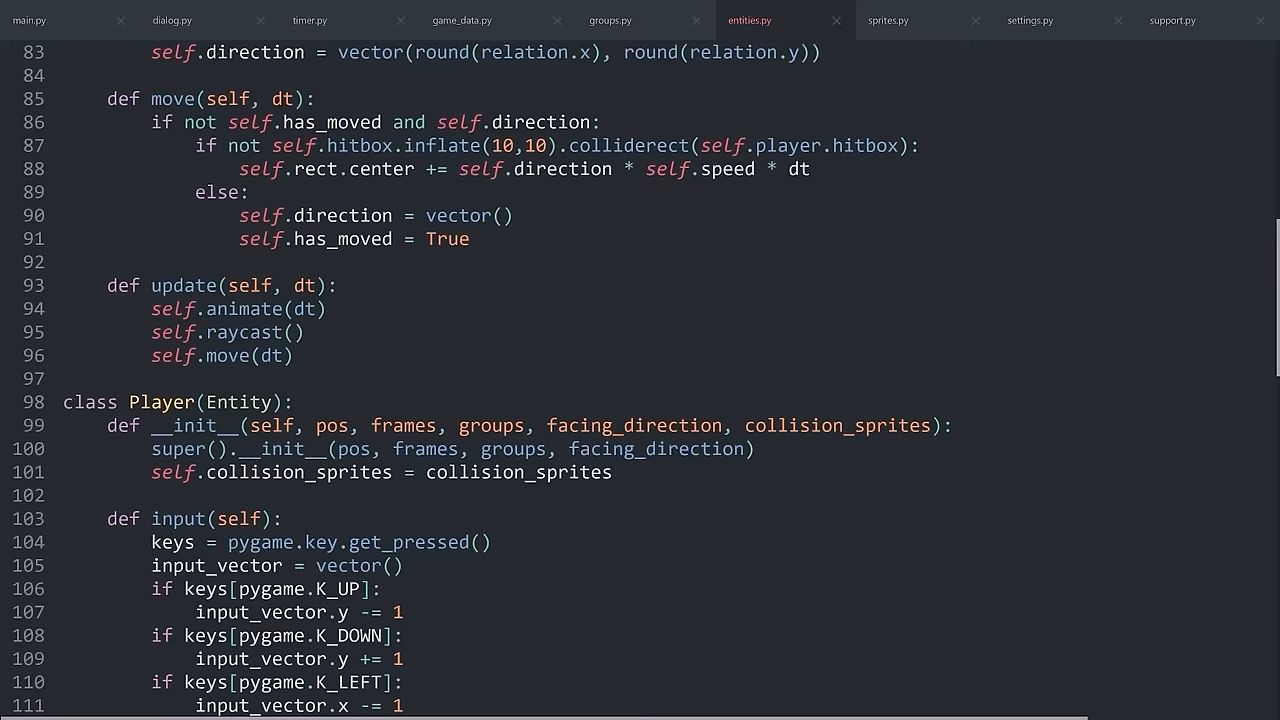 main.py dialog.py timer.py game_data.py groups.py entities.py sprites.py settings.py support.py
83 self.direction = vector(round(relation.x), round(relation.y))
84
85 def move(self, dt):
86 if not self.has_moved and self.direction:
87 if not self.hitbox.inflate(10,10).colliderect(self.player.hitbox):
88 self.rect.center += self.direction * self.speed * dt
89 else:
90 self.direction = vector()
91 self.has_moved = True
92
93 def update(self, dt):
94 self.animate(dt)
95 self.raycast()
96 self.move(dt)
97
98 class Player(Entity):
99 def __init__(self, pos, frames, groups, facing_direction, collision_sprites):
100 super().__init__(pos, frames, groups, facing_direction)
101 self.collision_sprites = collision_sprites
102
103 def input(self):
104 keys = pygame.key.get_pressed()
105 input_vector = vector()
106 if keys[pygame.K_UP]:
107 input_vector.y -= 1
108 if keys[pygame.K_DOWN]:
109 input_vector.y += 1
110 if keys[pygame.K_LEFT]:
111 input_vector.x -= 1